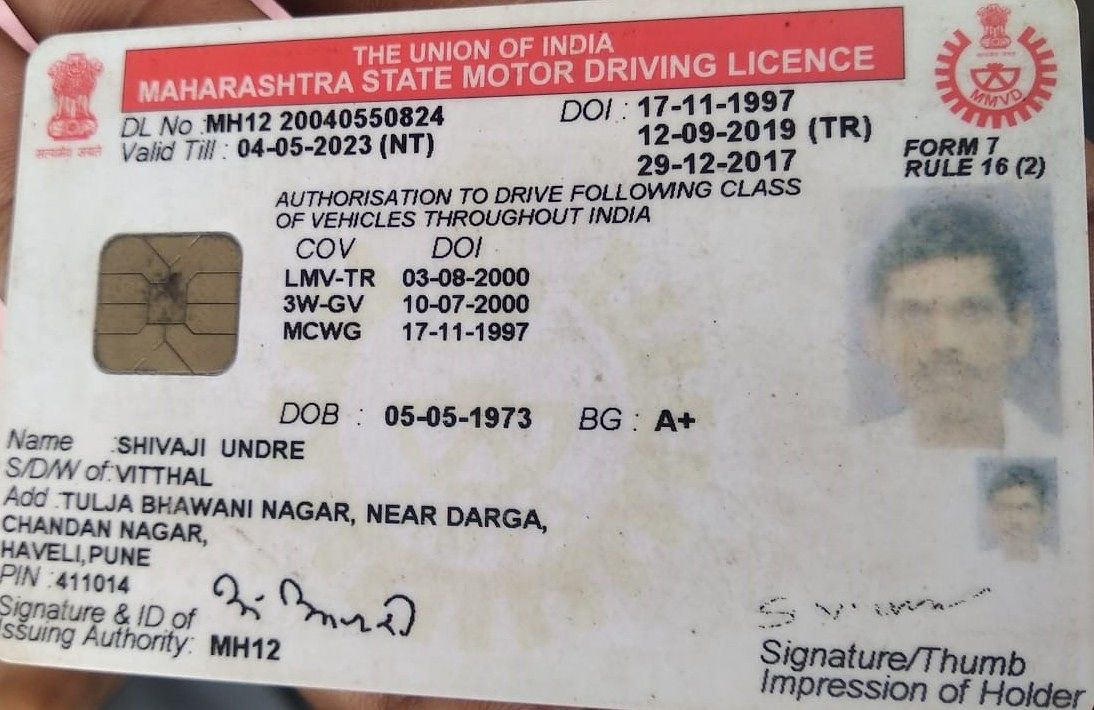 THE UNION OF INDIA
MAHARASHTRA STATE MOTOR DRIVING LICENCE
DL No : MH12 20040550824 DOI : 17-11-1997
Valid Till : 04-05-2023 (NT) 12-09-2019 (TR)
29-12-2017
FORM 7
RULE 16 (2)
MMVD
सत्यमेव जयते
AUTHORISATION TO DRIVE FOLLOWING CLASS
OF VEHICLES THROUGHOUT INDIA
COV DOI
LMV-TR 03-08-2000
3W-GV 10-07-2000
MCWG 17-11-1997
DOB : 05-05-1973 BG : A+
Name : SHIVAJI UNDRE
S/D/W of : VITTHAL
Add : TULJA BHAWANI NAGAR, NEAR DARGA,
CHANDAN NAGAR,
HAVELI,PUNE
PIN : 411014
Signature & ID of
Issuing Authority: MH12
Signature/Thumb
Impression of Holder